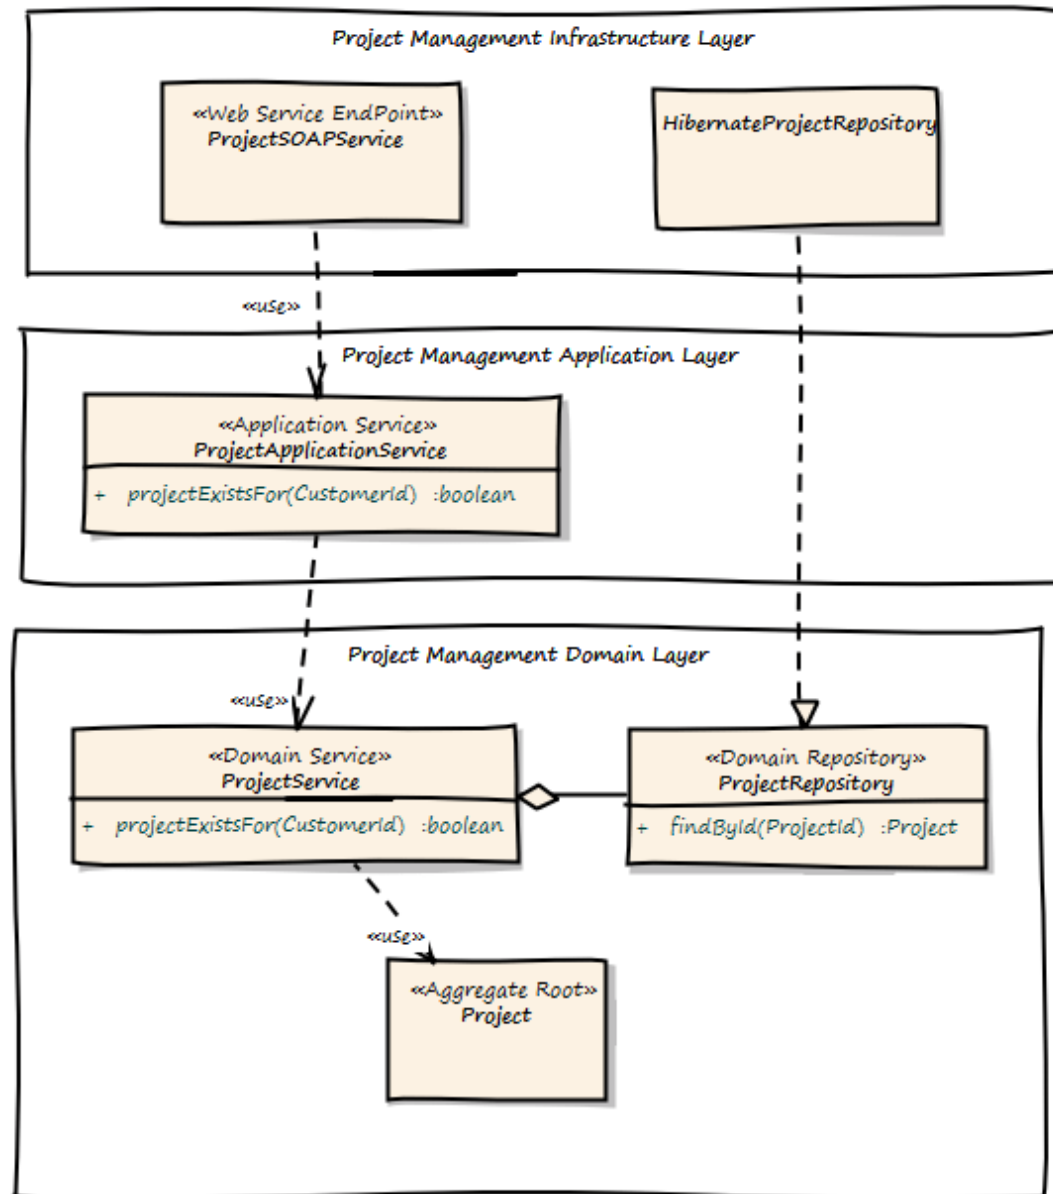 Project Management Infrastructure Layer
«Web Service EndPoint»
ProjectSOAPService
HibernateProjectRepository
«use»
Project Management Application Layer
«Application Service»
ProjectApplicationService
+ projectExistsFor(CustomerId) :boolean
Project Management Domain Layer
«use»
«Domain Service»
ProjectService
+ projectExistsFor(CustomerId) :boolean
«Domain Repository»
ProjectRepository
+ findById(ProjectId) :Project
«use»
«Aggregate Root»
Project